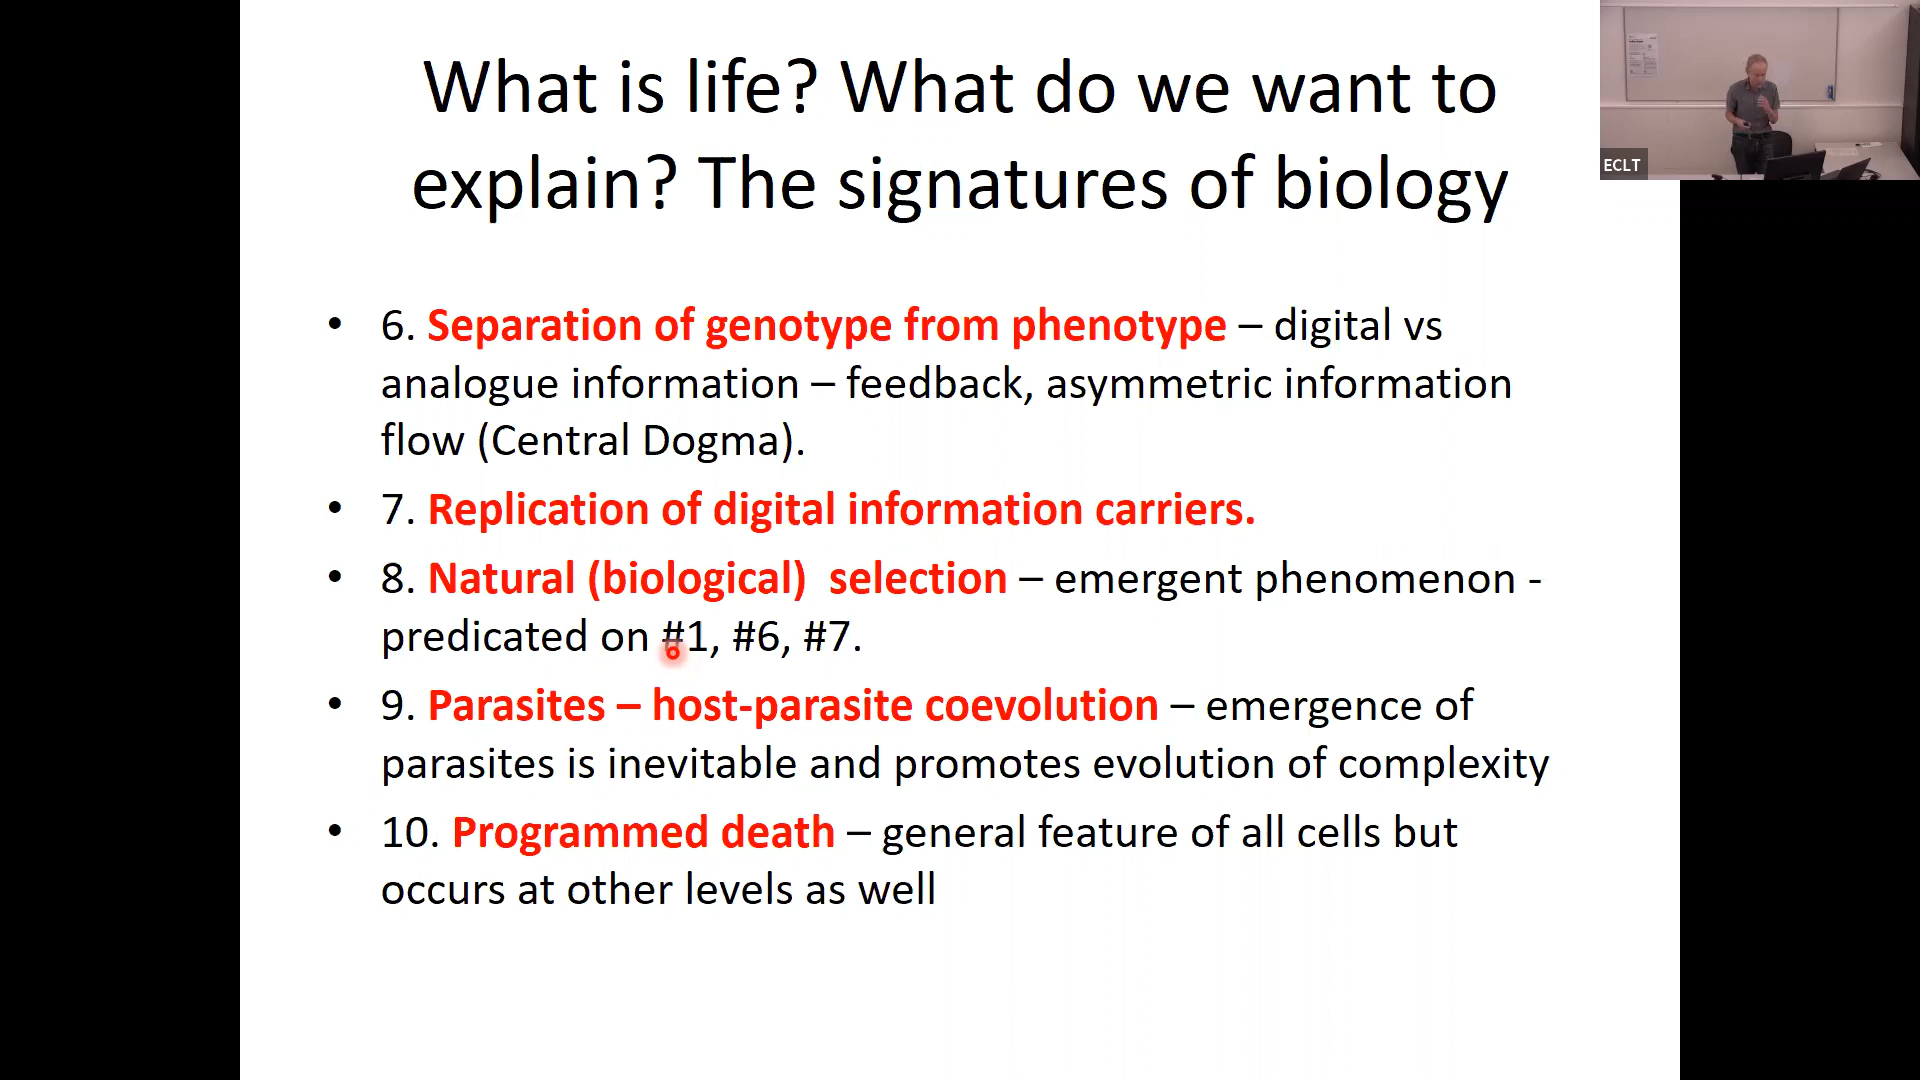 What is life? What do we want to
explain? The signatures of biology
ECLT
• 6. Separation of genotype from phenotype – digital vs
analogue information – feedback, asymmetric information
flow (Central Dogma).
• 7. Replication of digital information carriers.
• 8. Natural (biological)  selection – emergent phenomenon -
predicated on #1, #6, #7.
• 9. Parasites – host-parasite coevolution – emergence of
parasites is inevitable and promotes evolution of complexity
• 10. Programmed death – general feature of all cells but
occurs at other levels as well